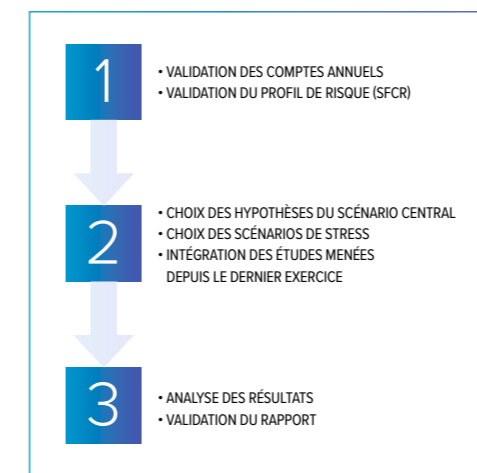 1
• VALIDATION DES COMPTES ANNUELS
• VALIDATION DU PROFIL DE RISQUE (SFCR)
2
• CHOIX DES HYPOTHÈSES DU SCÉNARIO CENTRAL
• CHOIX DES SCÉNARIOS DE STRESS
• INTÉGRATION DES ÉTUDES MENÉES
DEPUIS LE DERNIER EXERCICE
3
• ANALYSE DES RÉSULTATS
• VALIDATION DU RAPPORT